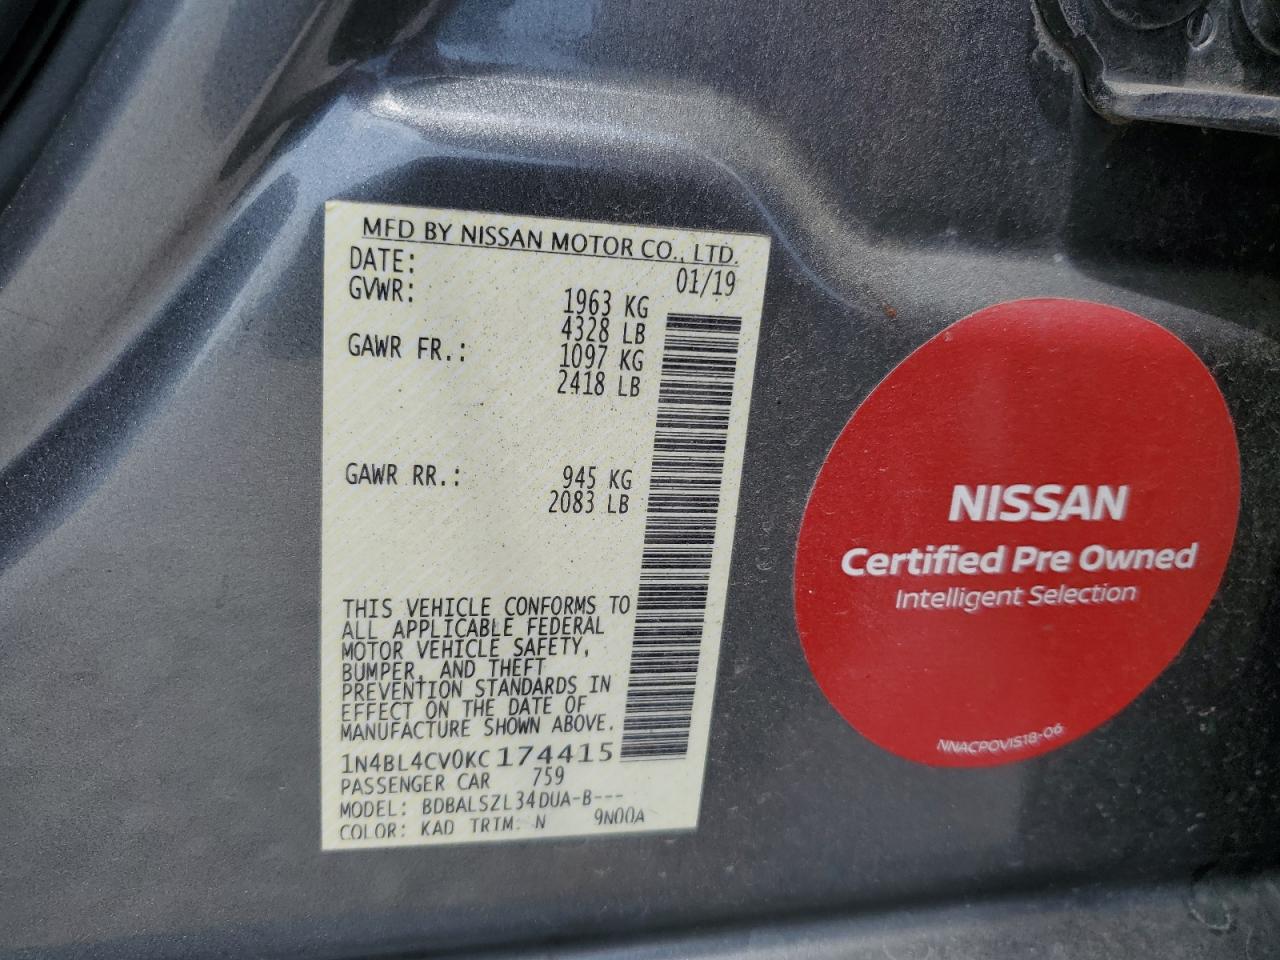 MFD BY NISSAN MOTOR CO., LTD.
DATE: 01/19
GVWR: 1963 KG
4328 LB
GAWR FR.: 1097 KG
2418 LB
GAWR RR.: 945 KG
2083 LB
THIS VEHICLE CONFORMS TO
ALL APPLICABLE FEDERAL
MOTOR VEHICLE SAFETY,
BUMPER, AND THEFT
PREVENTION STANDARDS IN
EFFECT ON THE DATE OF
MANUFACTURE SHOWN ABOVE.
1N4BL4CV0KC174415
PASSENGER CAR 759
MODEL: BDBALSZL34DUA-B---
COLOR: KAD TRIM: N 9N00A
NISSAN
Certified Pre Owned
Intelligent Selection
NNACPOVIS18-06